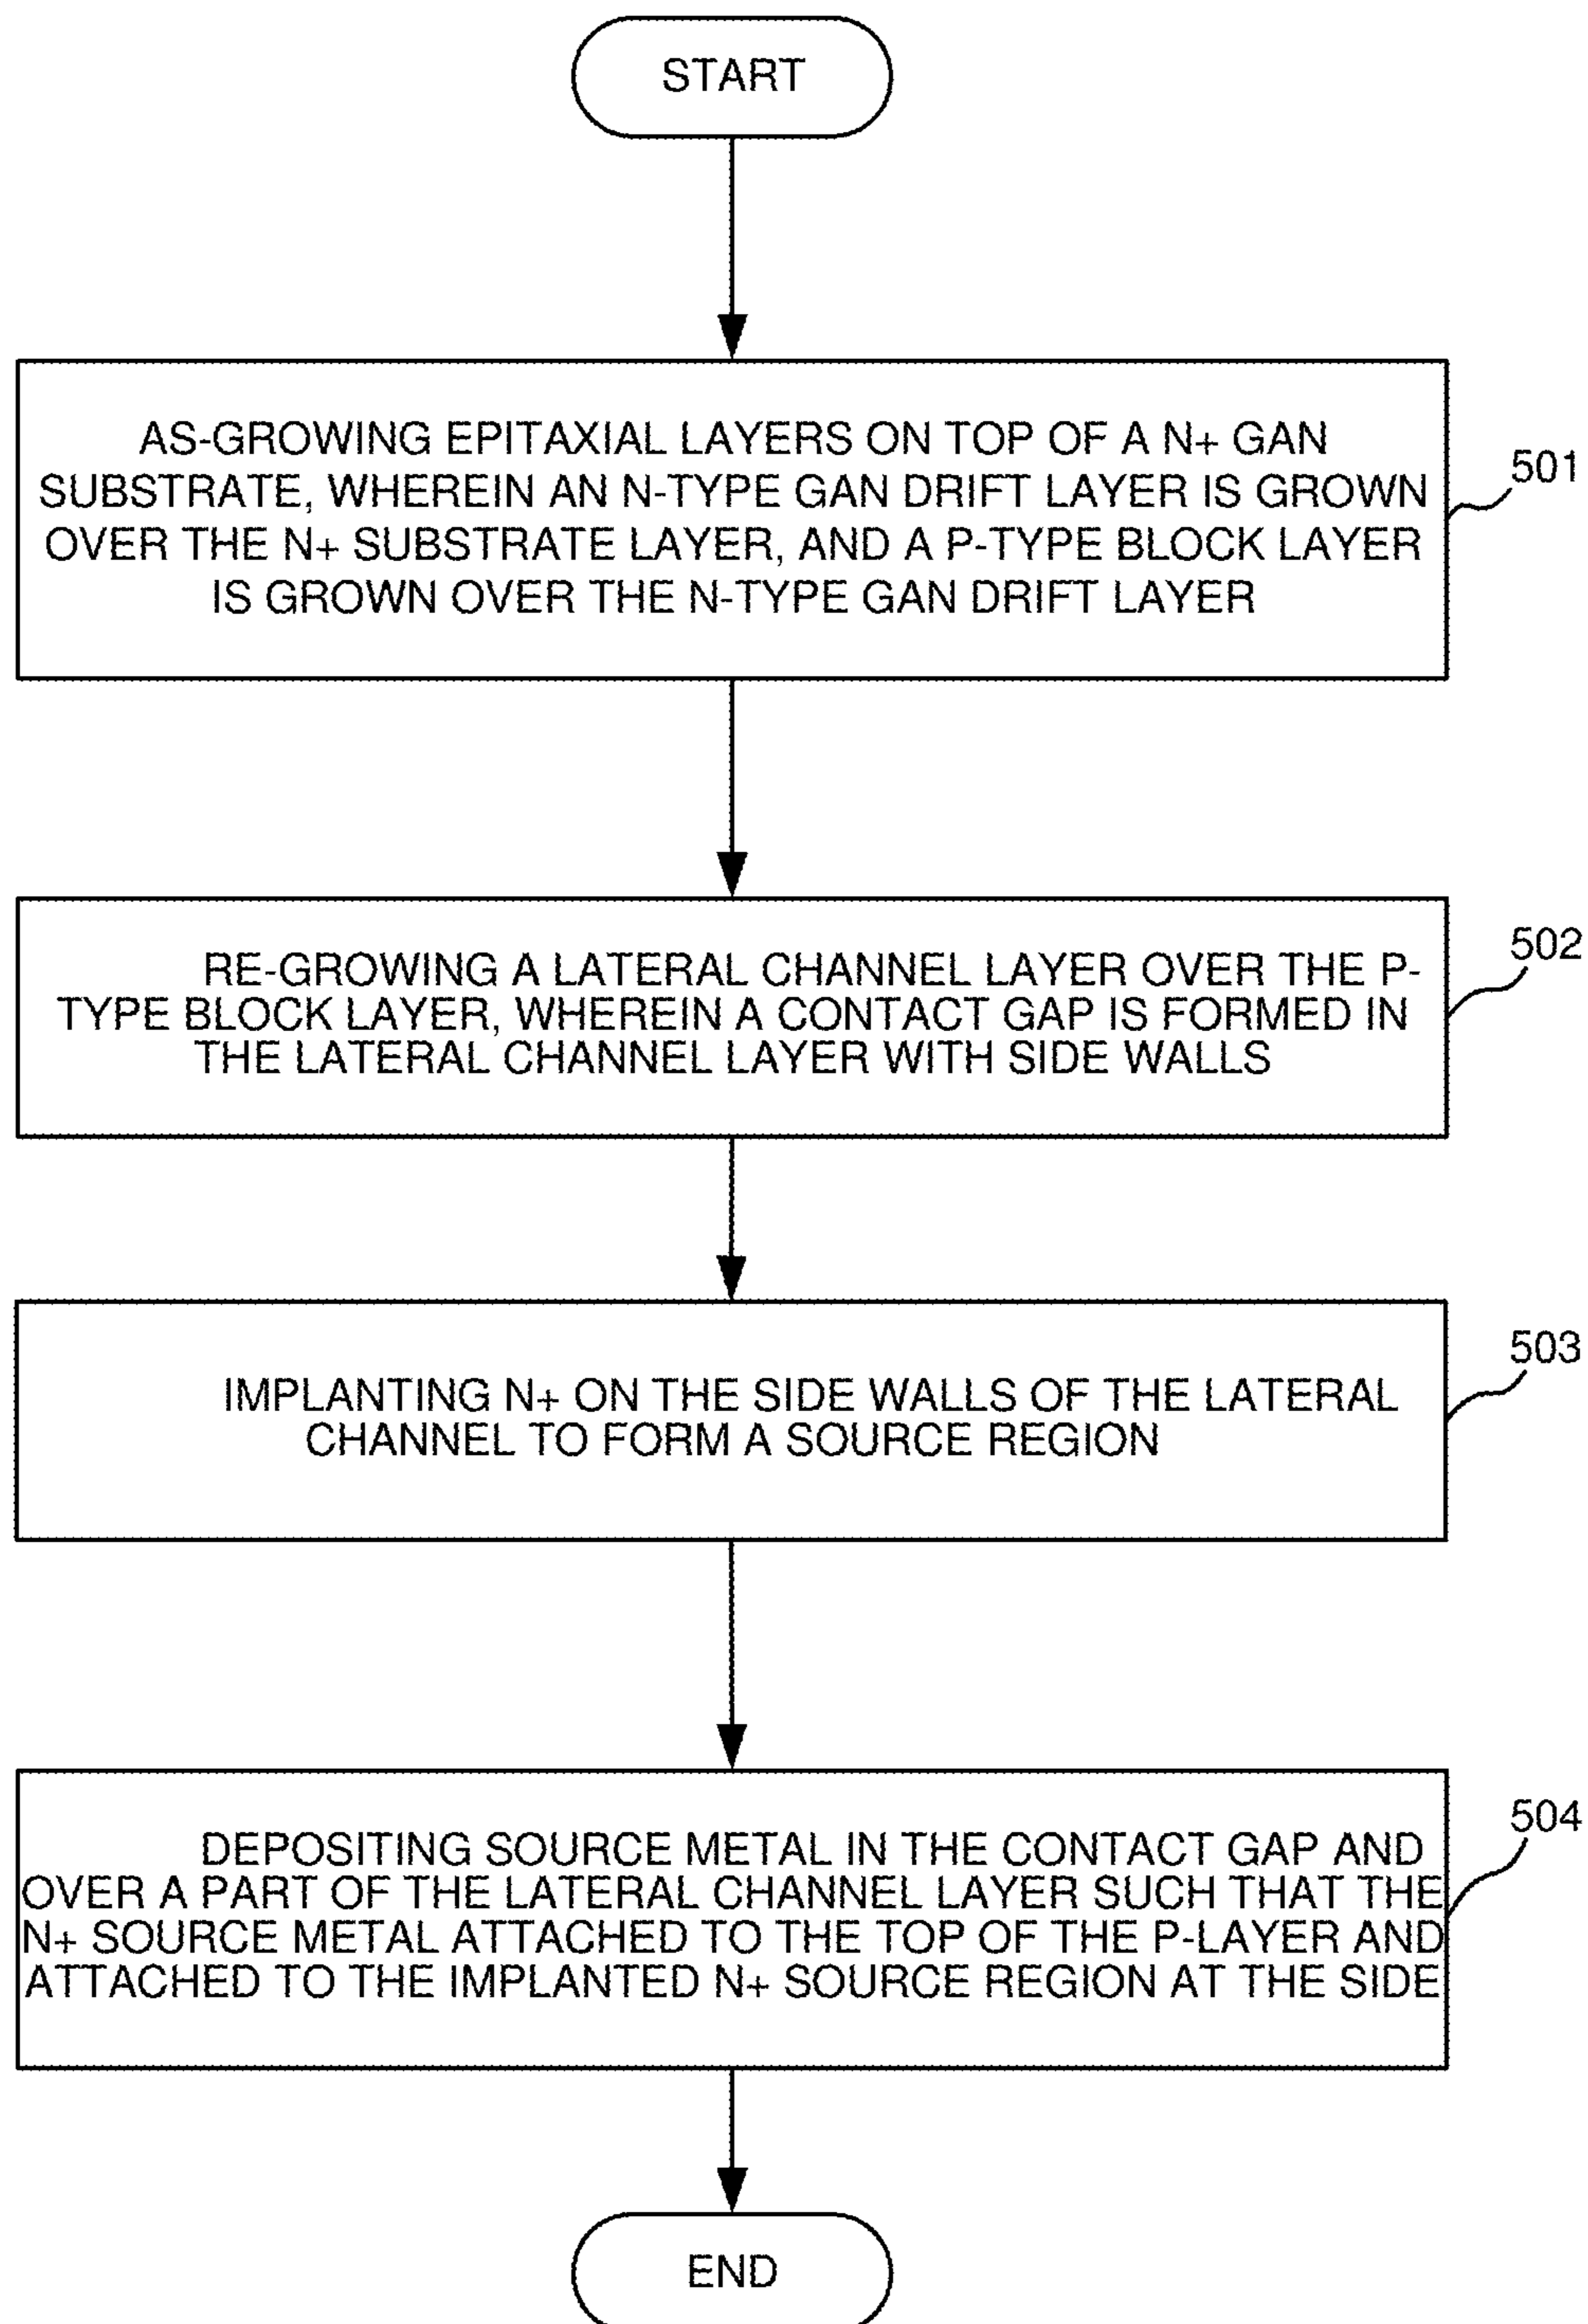 START
AS-GROWING EPITAXIAL LAYERS ON TOP OF A N+ GAN
SUBSTRATE, WHEREIN AN N-TYPE GAN DRIFT LAYER IS GROWN
OVER THE N+ SUBSTRATE LAYER, AND A P-TYPE BLOCK LAYER
IS GROWN OVER THE N-TYPE GAN DRIFT LAYER
501
RE-GROWING A LATERAL CHANNEL LAYER OVER THE P-
TYPE BLOCK LAYER, WHEREIN A CONTACT GAP IS FORMED IN
THE LATERAL CHANNEL LAYER WITH SIDE WALLS
502
IMPLANTING N+ ON THE SIDE WALLS OF THE LATERAL
CHANNEL TO FORM A SOURCE REGION
503
DEPOSITING SOURCE METAL IN THE CONTACT GAP AND
OVER A PART OF THE LATERAL CHANNEL LAYER SUCH THAT THE
N+ SOURCE METAL ATTACHED TO THE TOP OF THE P-LAYER AND
ATTACHED TO THE IMPLANTED N+ SOURCE REGION AT THE SIDE
504
END